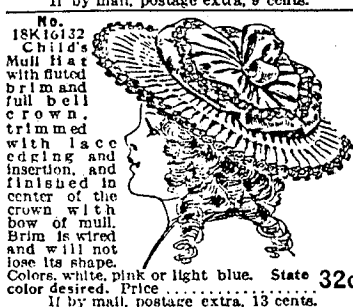 If by mail, postage extra, 9 cents.
No.
18K16132
Child's
Mull Hat
with fluted
brim and
full bell
crown,
trimmed
with lace
edging and
insertion, and
finished in
center of the
crown with
bow of mull.
Brim is wired
and will not
lose its shape.
Colors, white, pink or light blue. State
color desired. Price .................... 32c
If by mail, postage extra, 13 cents.